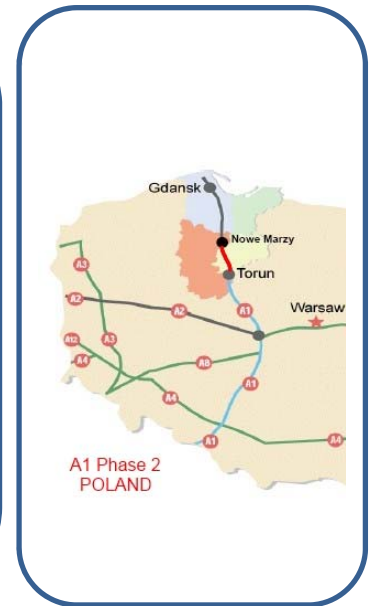 Gdansk
Nowe Marzy
Torun
A3
A1
A2
A2
Warsaw
A12
A3
A4
A8
A1
A4
A1
A4
A1 Phase 2
POLAND